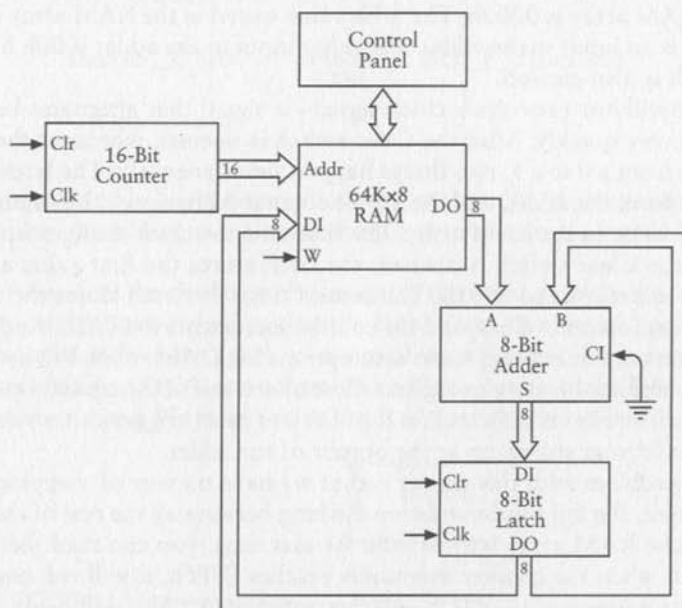 Control
Panel
Clr
16-Bit
Counter
Clk
16
Addr
64Kx8
RAM
DO
8
8
DI
W
A
B
8-Bit
Adder
CI
S
8
DI
Clr
8-Bit
Latch
Clk
DO
8